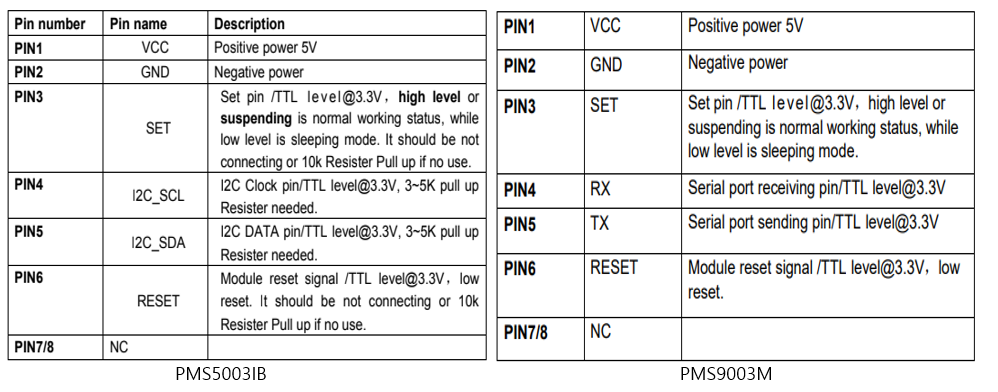 Pin number Pin name Description
PIN1 VCC Positive power 5V
PIN2 GND Negative power
PIN3 SET Set pin /TTL level@3.3V，high level or
suspending is normal working status, while
low level is sleeping mode. It should be not
connecting or 10k Resister Pull up if no use.
PIN4 I2C_SCL I2C Clock pin/TTL level@3.3V, 3~5K pull up
Resister needed.
PIN5 I2C_SDA I2C DATA pin/TTL level@3.3V, 3~5K pull up
Resister needed.
PIN6 RESET Module reset signal /TTL level@3.3V，low
reset. It should be not connecting or 10k
Resister Pull up if no use.
PIN7/8 NC
PMS5003IB
PIN1 VCC Positive power 5V
PIN2 GND Negative power
PIN3 SET Set pin /TTL level@3.3V，high level or
suspending is normal working status, while
low level is sleeping mode.
PIN4 RX Serial port receiving pin/TTL level@3.3V
PIN5 TX Serial port sending pin/TTL level@3.3V
PIN6 RESET Module reset signal /TTL level@3.3V，low
reset.
PIN7/8 NC
PMS9003M